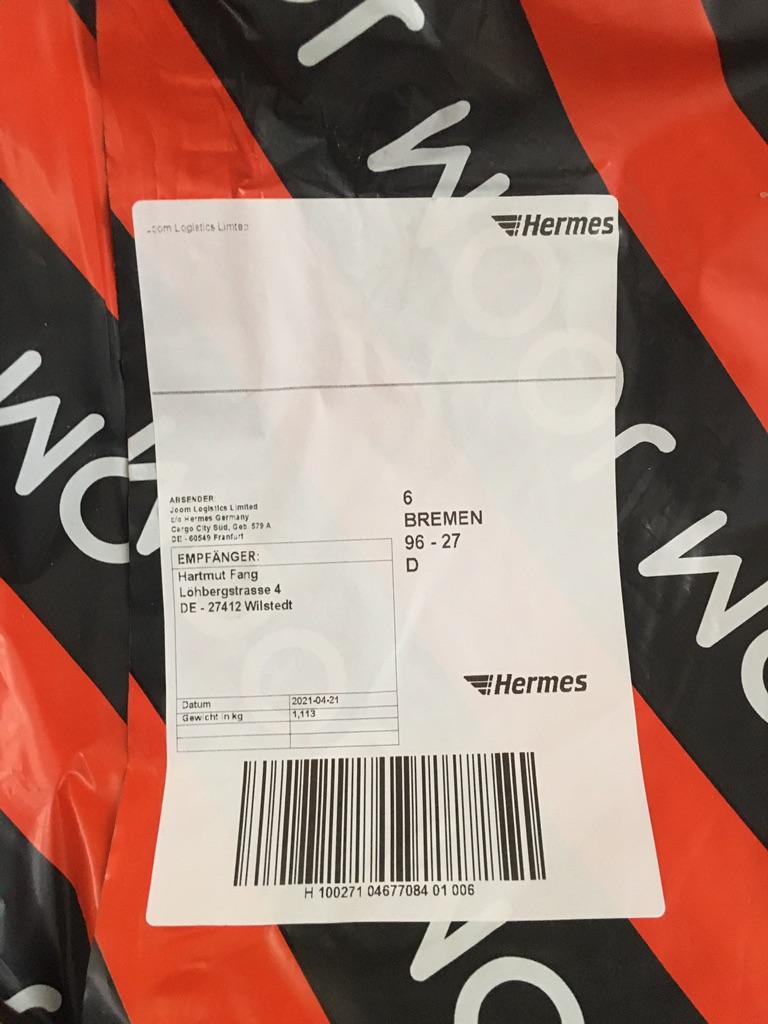 Hermes
ABSENDER:
Joom Logistics Limited
c/o Hermes Germany
Cargo City Süd, Geb. 579 A
DE - 60549 Franfurt
EMPFÄNGER:
Hartmut Fang
Löhbergstrasse 4
DE - 27412 Wilstedt
6
BREMEN
96 - 27
D
Hermes
Datum 2021-04-21
Gewicht in kg 1,113
H 100271 04677084 01 006